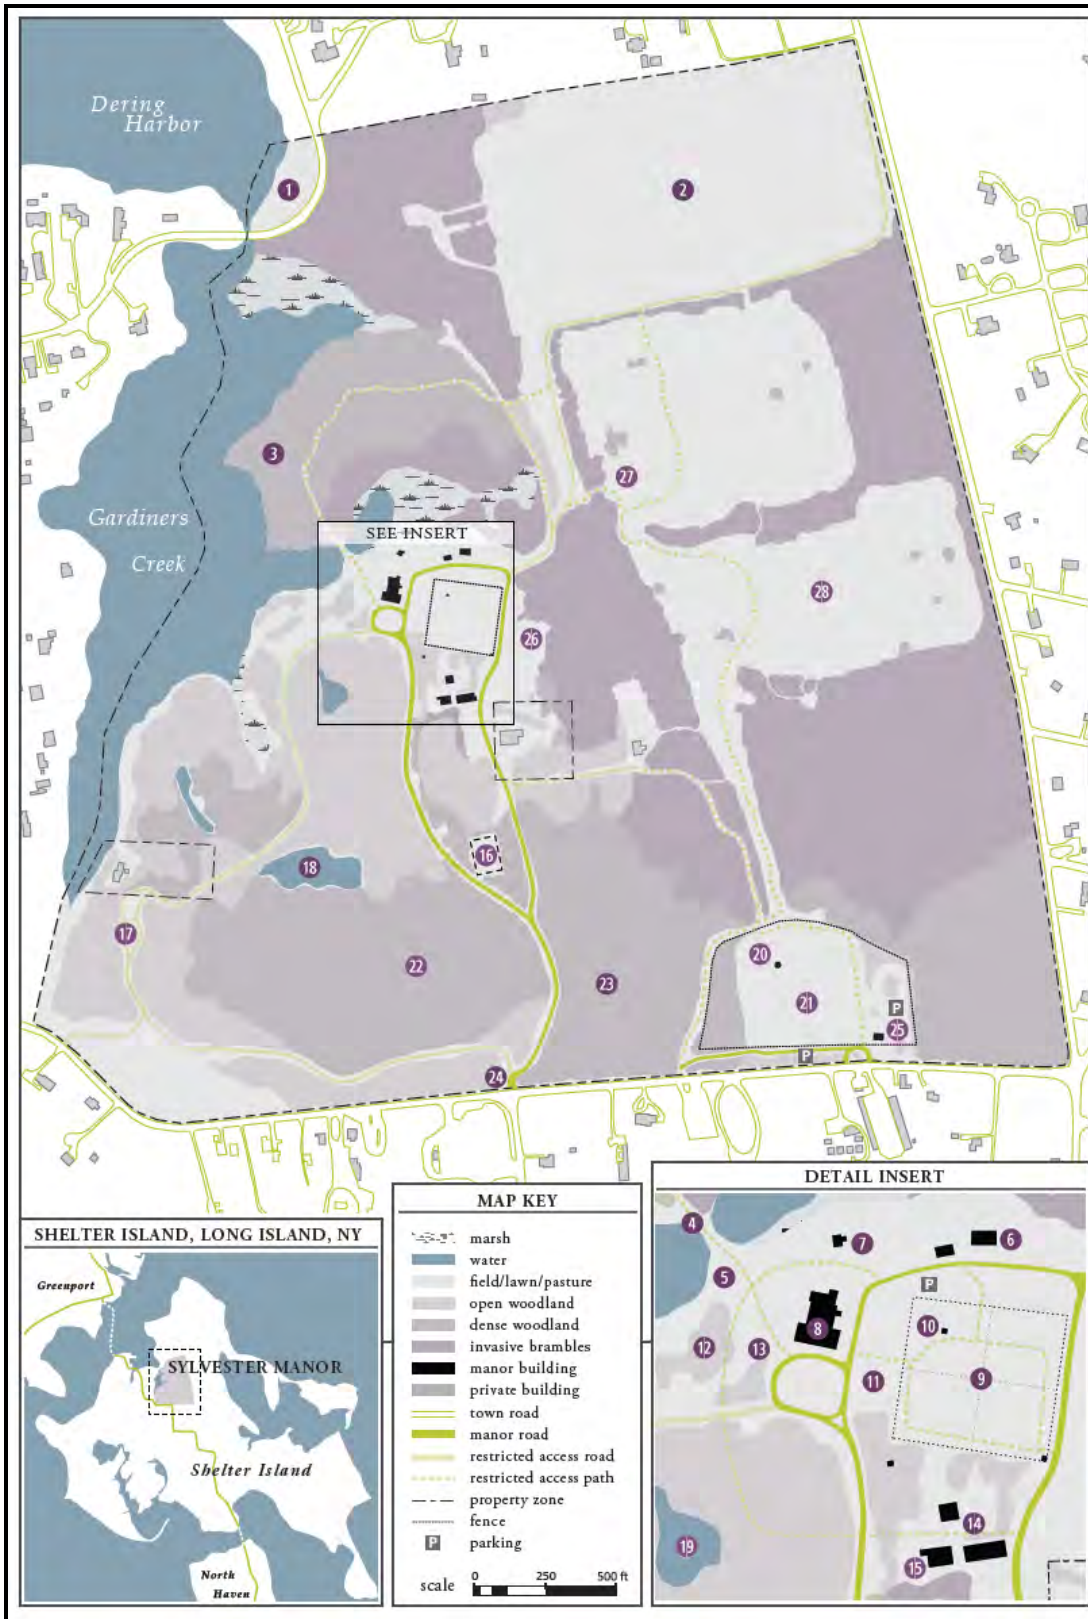 Dering
Harbor
1
2
3
Gardiners
Creek
SEE INSERT
27
28
26
16
18
17
22
23
20
21
P
25
P
24
DETAIL INSERT
4
5
7
6
P
8
10
12
13
11
9
14
15
19
MAP KEY
marsh
water
field/lawn/pasture
open woodland
dense woodland
invasive brambles
manor building
private building
town road
manor road
restricted access road
restricted access path
property zone
fence
P parking
scale 0 250 500 ft
SHELTER ISLAND, LONG ISLAND, NY
Greenport
SYLVESTER MANOR
Shelter Island
North
Haven